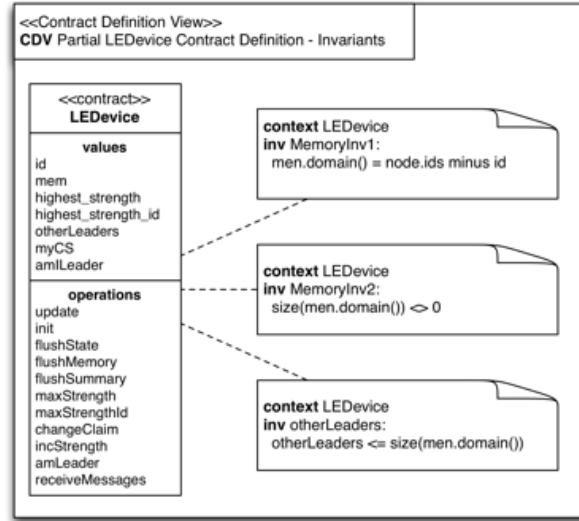 <<Contract Definition View>>
CDV Partial LEDevice Contract Definition - Invariants
<<contract>>
LEDevice
values
id
mem
highest_strength
highest_strength_id
otherLeaders
myCS
amILeader
operations
update
init
flushState
flushMemory
flushSummary
maxStrength
maxStrengthId
changeClaim
incStrength
amLeader
receiveMessages
context LEDevice
inv MemoryInv1:
men.domain() = node.ids minus id
context LEDevice
inv MemoryInv2:
size(men.domain()) <> 0
context LEDevice
inv otherLeaders:
otherLeaders <= size(men.domain())